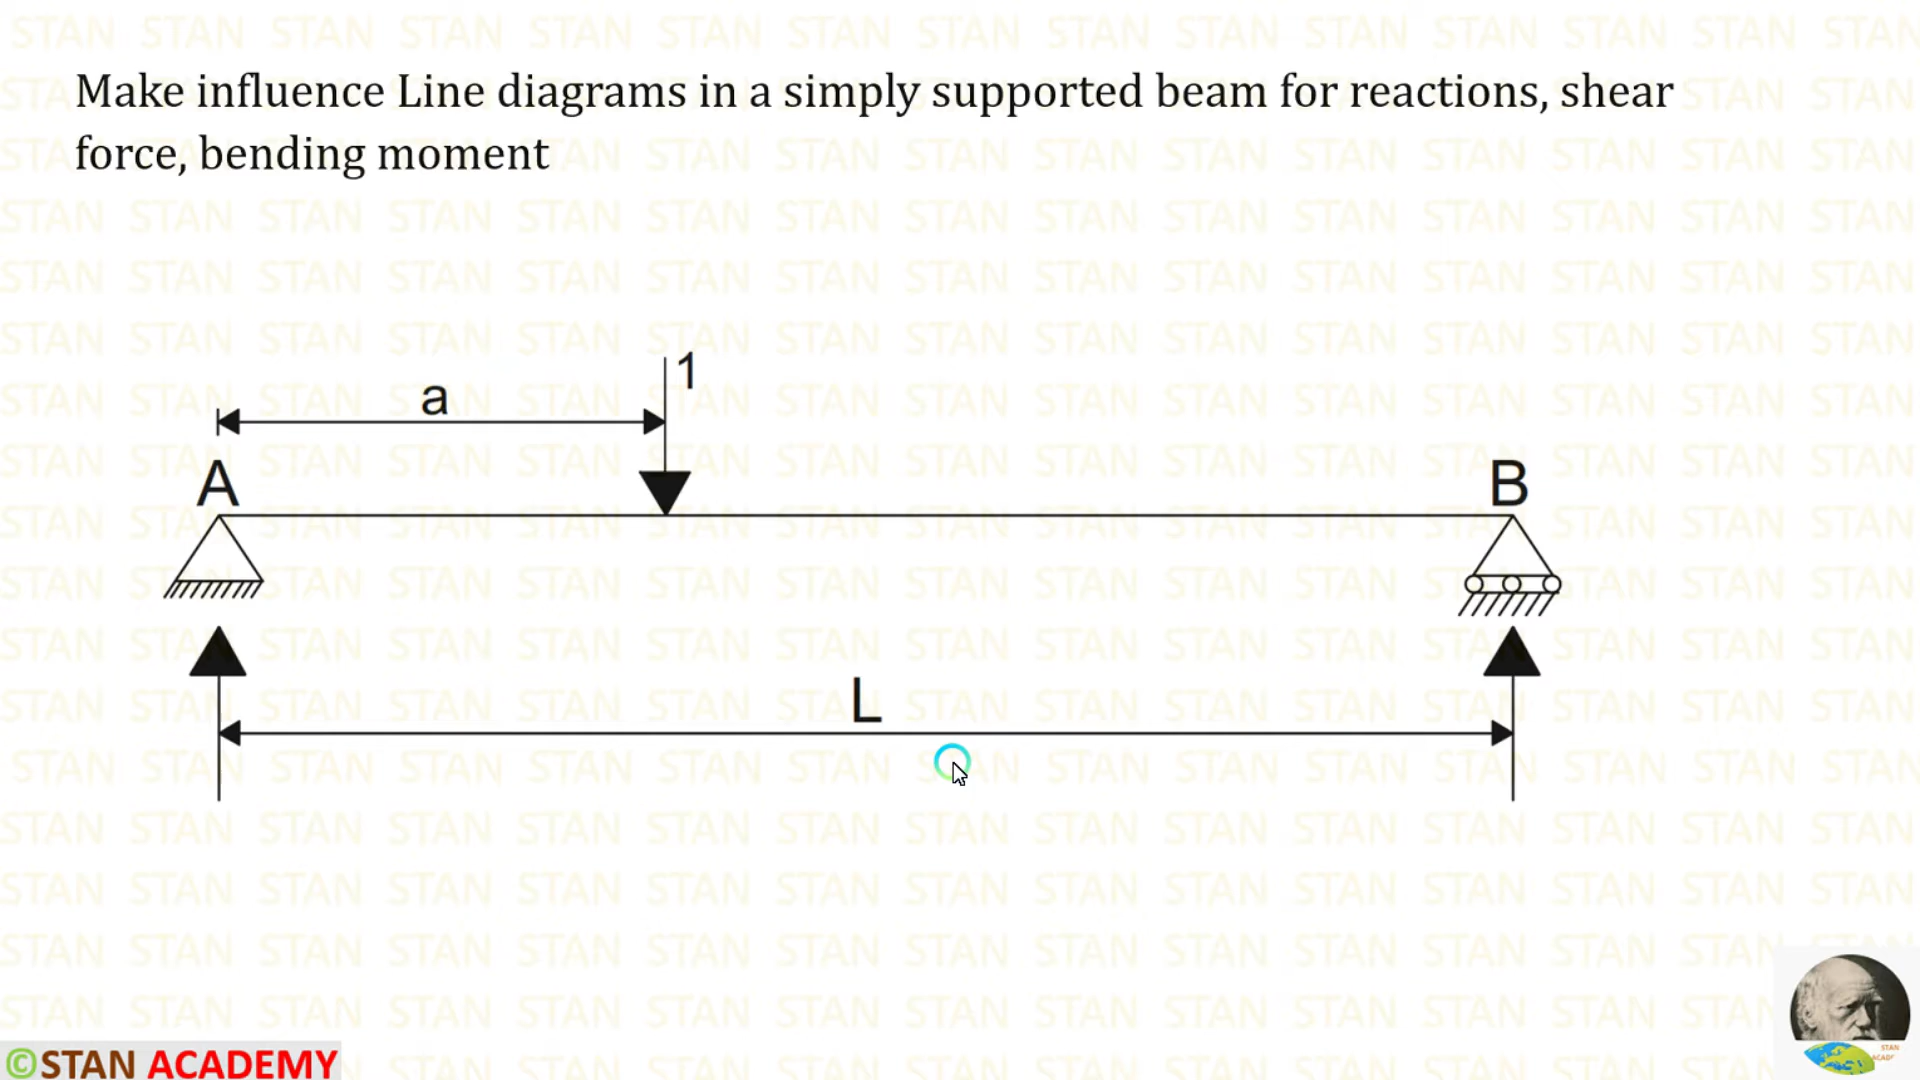 Make influence Line diagrams in a simply supported beam for reactions, shear
force, bending moment
1
a
A
B
L
©STAN ACADEMY